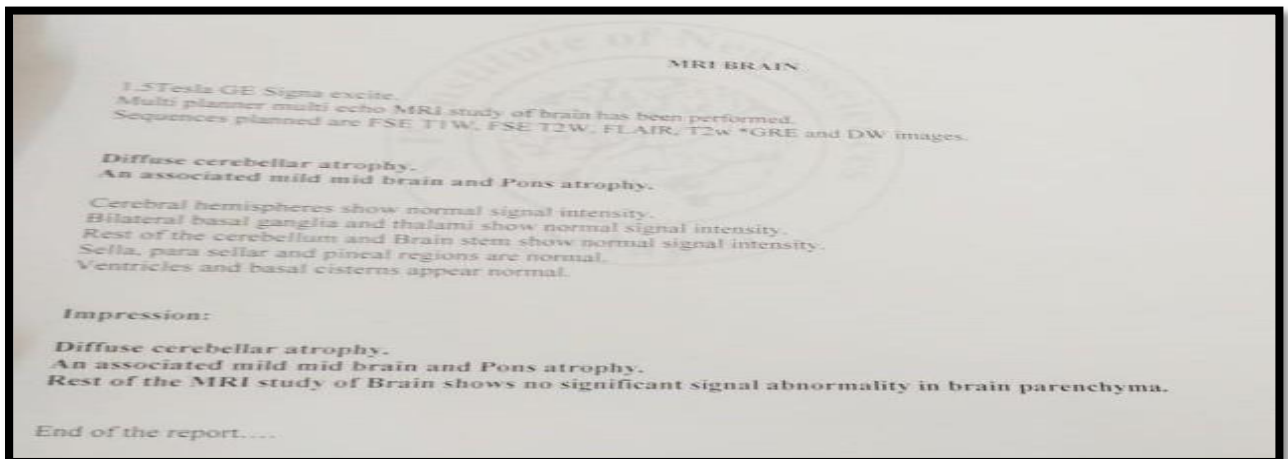 Institute of Neurosciences
MRI BRAIN
1.5Tesla GE Signa excite.
Multi planner multi echo MRI study of brain has been performed.
Sequences planned are FSE T1W, FSE T2W, FLAIR, T2w *GRE and DW images.
Diffuse cerebellar atrophy.
An associated mild mid brain and Pons atrophy.
Cerebral hemispheres show normal signal intensity.
Bilateral basal ganglia and thalami show normal signal intensity.
Rest of the cerebellum and Brain stem show normal signal intensity.
Sella, para sellar and pineal regions are normal.
Ventricles and basal cisterns appear normal.
Impression:
Diffuse cerebellar atrophy.
An associated mild mid brain and Pons atrophy.
Rest of the MRI study of Brain shows no significant signal abnormality in brain parenchyma.
End of the report....